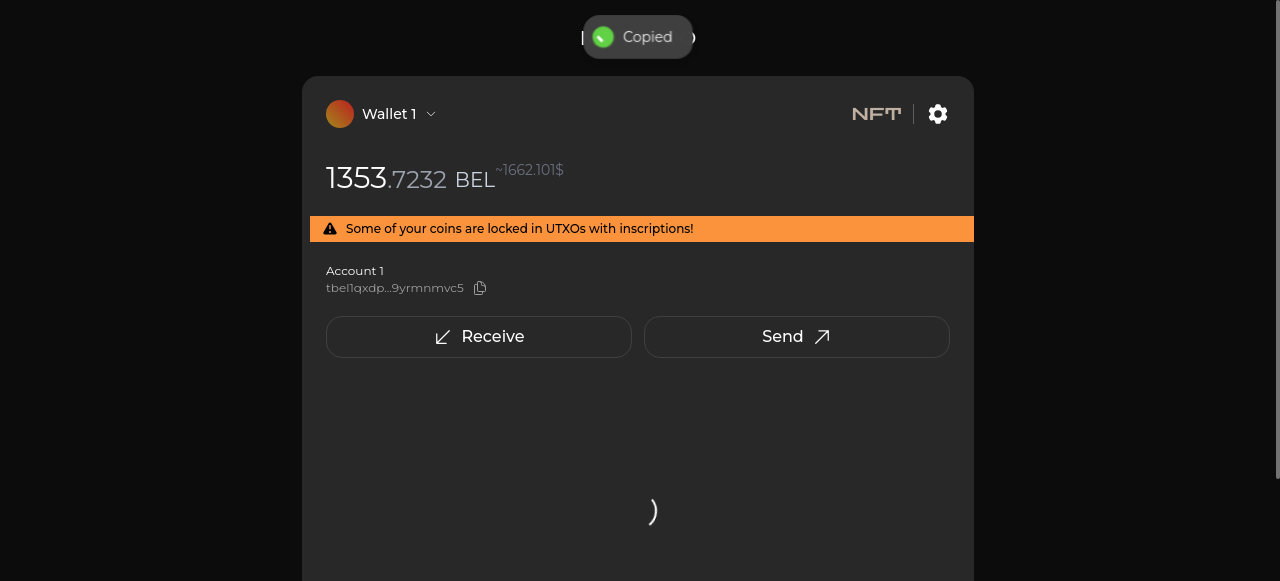 Copied
Wallet 1
NFT
1353.7232 BEL ~1662.101$
Some of your coins are locked in UTXOs with inscriptions!
Account 1
tbel1qxdp...9yrmnmvc5
Receive
Send